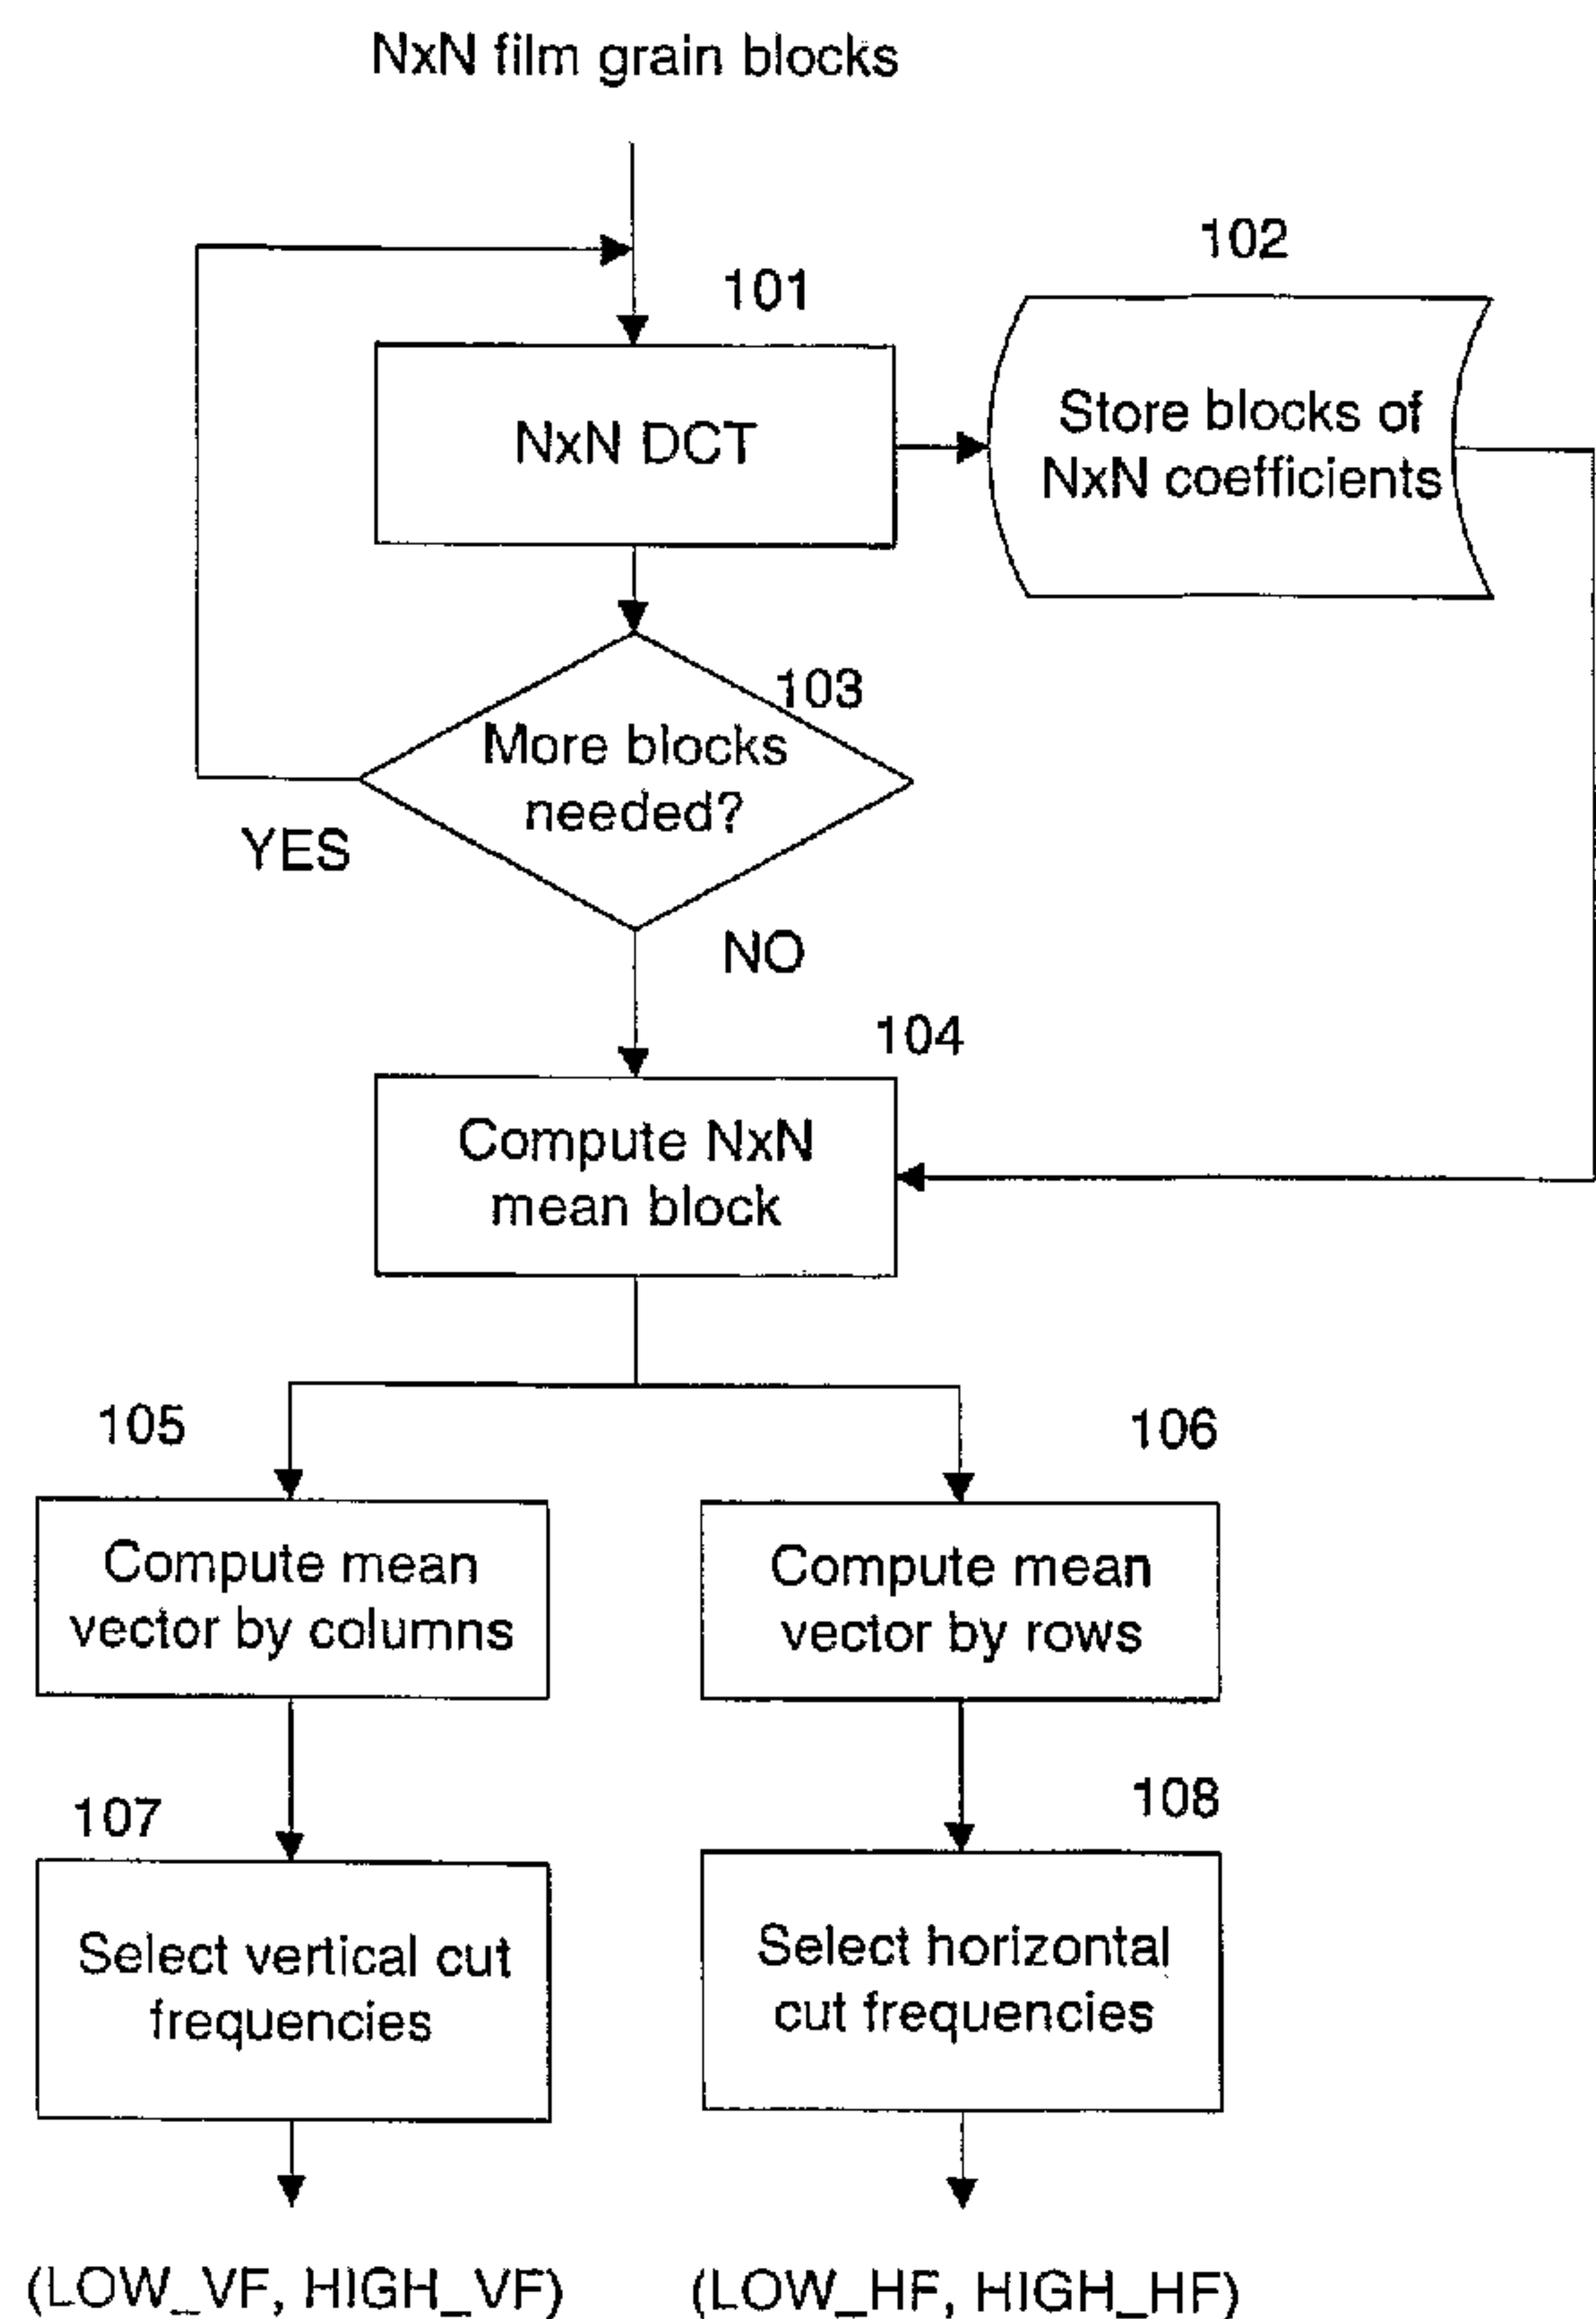 NxN film grain blocks
101
102
NxN DCT
Store blocks of
NxN coefficients
103
More blocks
needed?
YES
NO
104
Compute NxN
mean block
105
106
Compute mean
vector by columns
Compute mean
vector by rows
107
108
Select vertical cut
frequencies
Select horizontal
cut frequencies
(LOW_VF, HIGH_VF)
(LOW_HF, HIGH_HF)